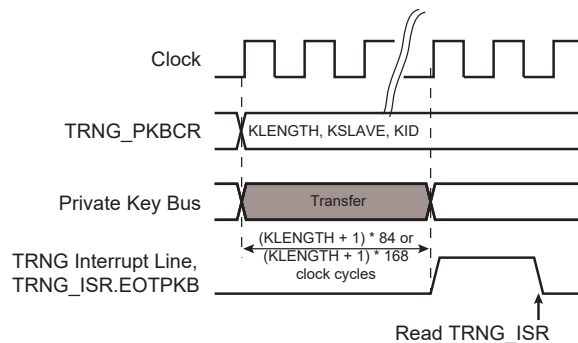 Clock
TRNG_PKBCR
KLENGTH, KSLAVE, KID
Private Key Bus
Transfer
(KLENGTH + 1) * 84 or
(KLENGTH + 1) * 168
clock cycles
TRNG Interrupt Line,
TRNG_ISR.EOTPKB
Read TRNG_ISR